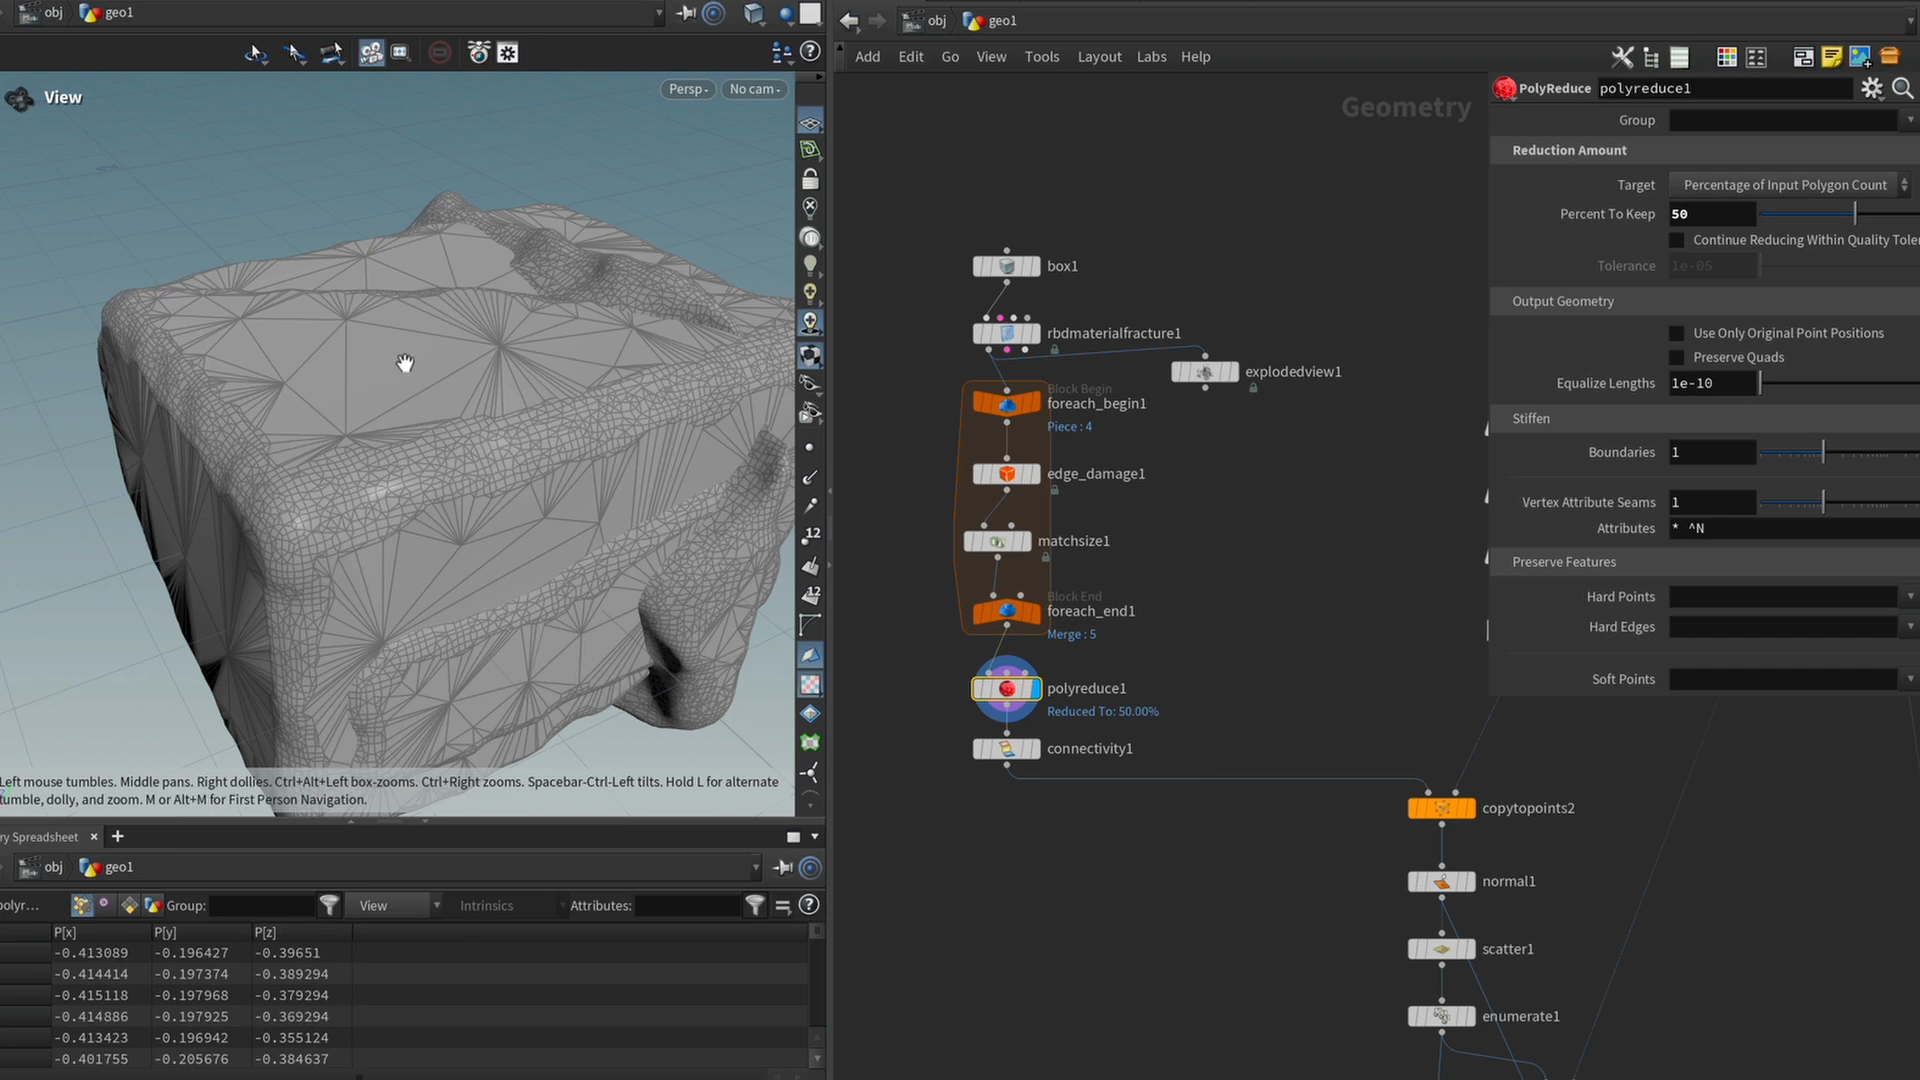 obj geo1
View
Persp
No cam
12
12
Left mouse tumbles. Middle pans. Right dollies. Ctrl+Alt+Left box-zooms. Ctrl+Right zooms. Spacebar-Ctrl-Left tilts. Hold L for alternate
tumble, dolly, and zoom. M or Alt+M for First Person Navigation.
ry Spreadsheet
obj geo1
polyr... Group: View Intrinsics Attributes:
P[x] P[y] P[z]
-0.413089 -0.196427 -0.39651
-0.414414 -0.197374 -0.389294
-0.415118 -0.197968 -0.379294
-0.414886 -0.197925 -0.369294
-0.413423 -0.196942 -0.355124
-0.401755 -0.205676 -0.384637
obj geo1
Add Edit Go View Tools Layout Labs Help
Geometry
box1
rbdmaterialfracture1
explodedview1
Block Begin
foreach_begin1
Piece : 4
edge_damage1
matchsize1
Block End
foreach_end1
Merge : 5
polyreduce1
Reduced To: 50.00%
connectivity1
copytopoints2
normal1
scatter1
enumerate1
PolyReduce polyreduce1
Group
Reduction Amount
Target Percentage of Input Polygon Count
Percent To Keep 50
Continue Reducing Within Quality Toler
Tolerance 1e-05
Output Geometry
Use Only Original Point Positions
Preserve Quads
Equalize Lengths 1e-10
Stiffen
Boundaries 1
Vertex Attribute Seams 1
Attributes * ^N
Preserve Features
Hard Points
Hard Edges
Soft Points